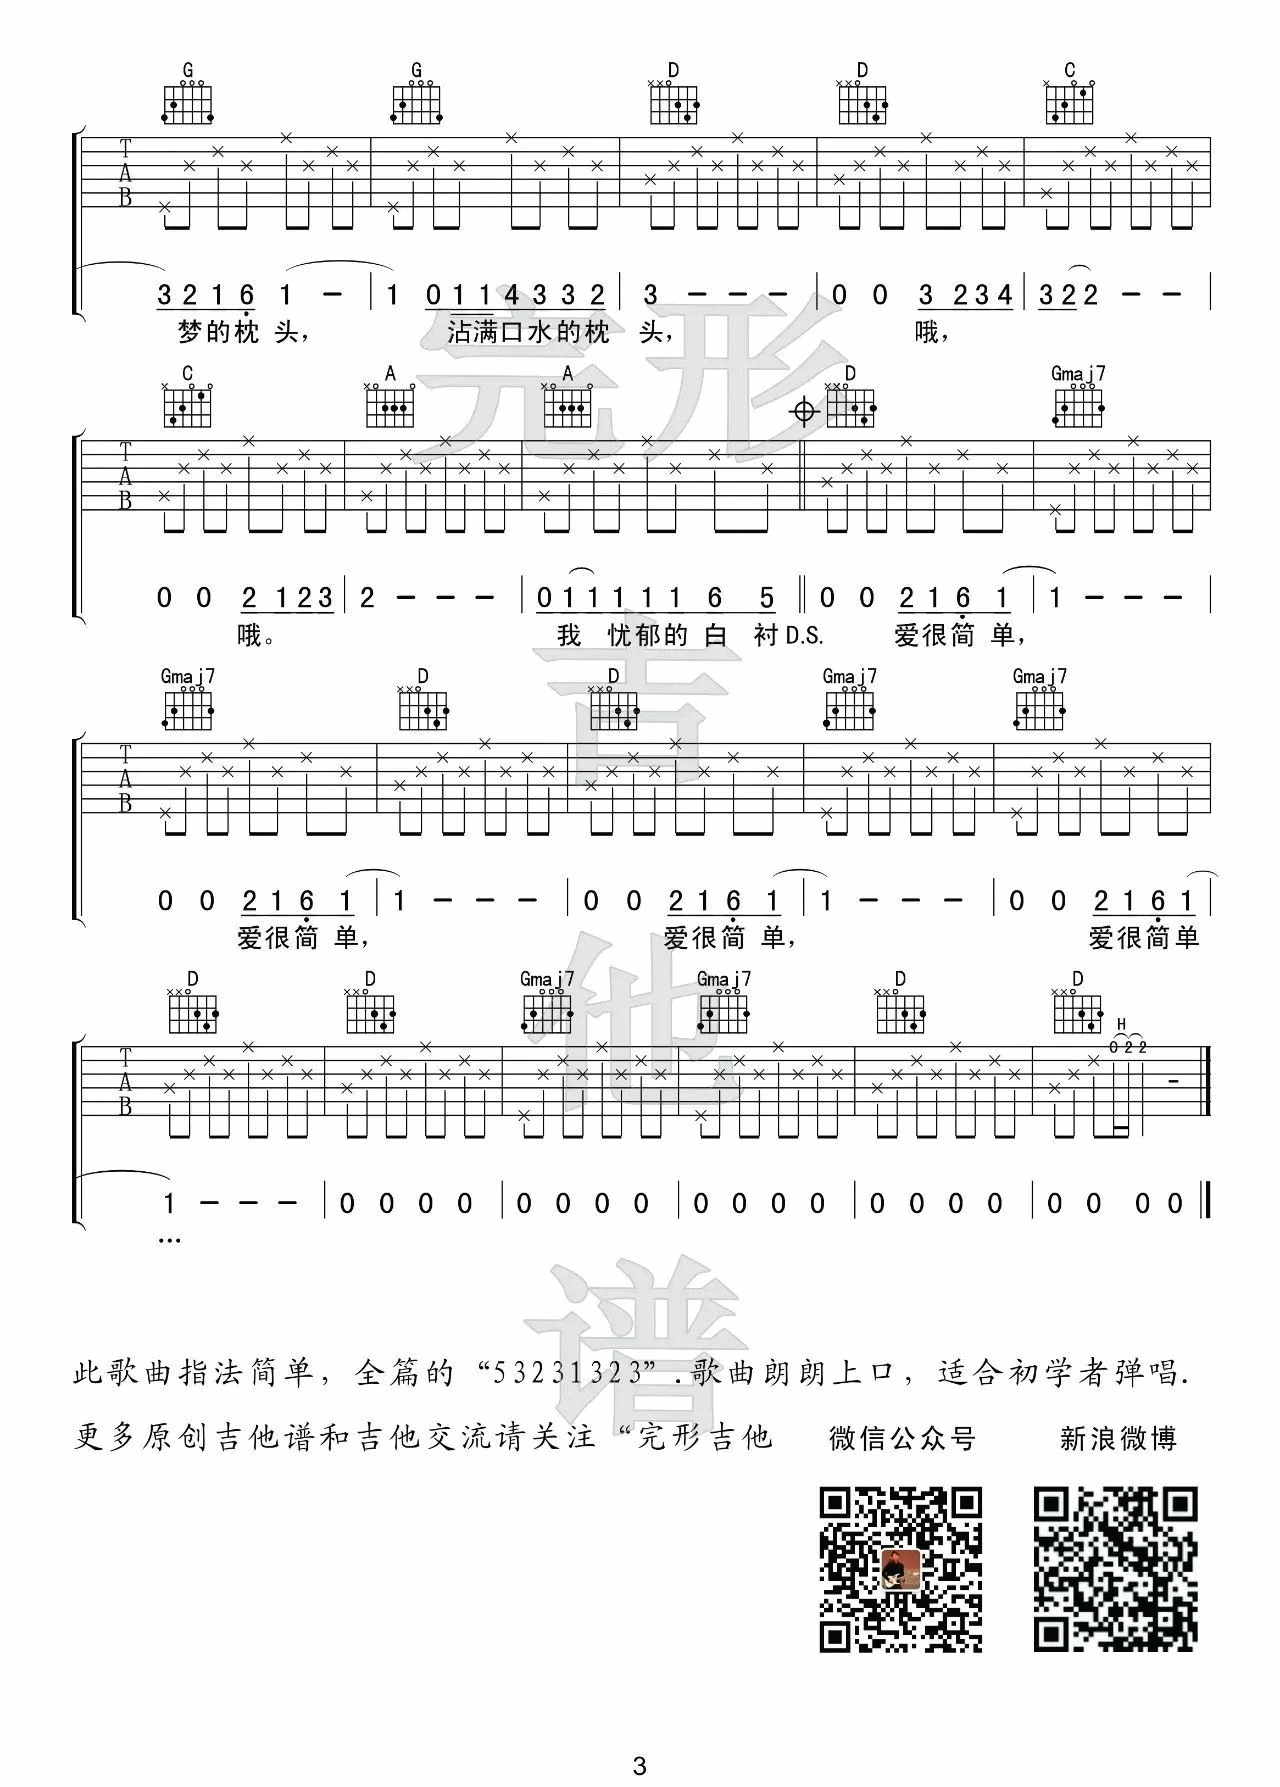 G G D D C
T A B
3 2 1 6 1 — | 1 0 1 1 4 3 3 2 | 3 — — — | 0 0 3 2 3 4 | 3 2 2 — — |
梦的枕 头， 沾满口水的枕 头， 哦，
C A A D Gmaj7
T A B
0 0 2 1 2 3 | 2 — — — | 0 1 1 1 1 1 6 5 || 0 0 2 1 6 1 | 1 — — — |
哦。 我 忧郁的 白 衬 D.S. 爱很简 单，
Gmaj7 D D Gmaj7 Gmaj7
T A B
0 0 2 1 6 1 | 1 — — — | 0 0 2 1 6 1 | 1 — — — | 0 0 2 1 6 1 |
爱很简 单， 爱很简 单， 爱很简单
D D Gmaj7 Gmaj7 D D
H
T A B 0 2 2 –
1 — — — | 0 0 0 0 | 0 0 0 0 | 0 0 0 0 | 0 0 0 0 | 0 0 0 0
...
完形吉他谱
此歌曲指法简单，全篇的“53231323”.歌曲朗朗上口，适合初学者弹唱.
更多原创吉他谱和吉他交流请关注“完形吉他 微信公众号 新浪微博
3